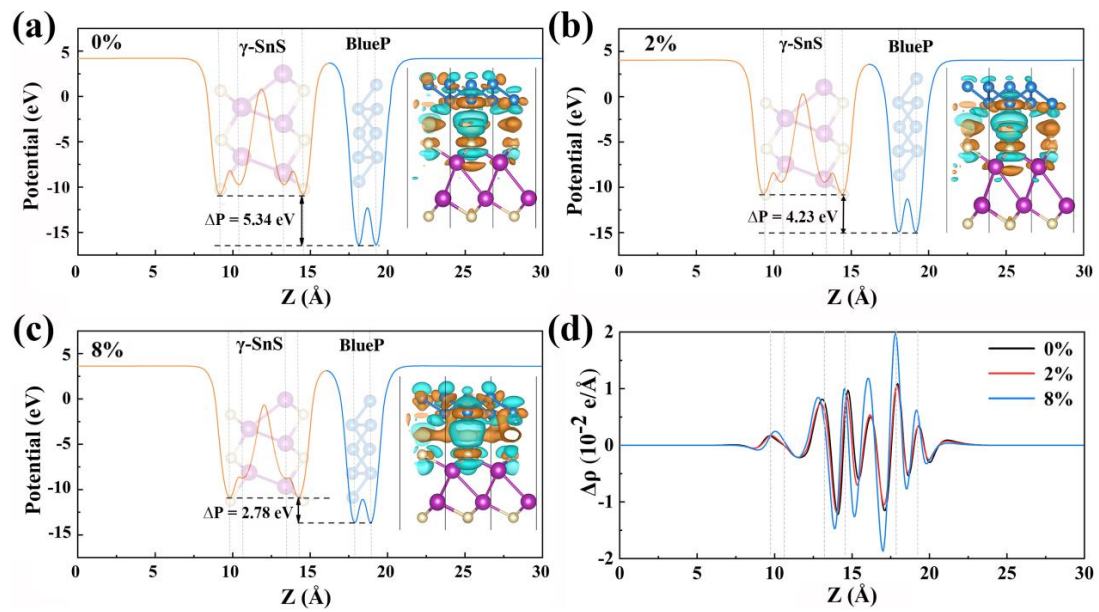 (a)
0%
γ-SnS
BlueP
5
0
-5
-10
-15
Potential (eV)
ΔP = 5.34 eV
0 5 10 15 20 25 30
Z (Å)
(b)
2%
γ-SnS
BlueP
5
0
-5
-10
-15
Potential (eV)
ΔP = 4.23 eV
0 5 10 15 20 25 30
Z (Å)
(c)
8%
γ-SnS
BlueP
5
0
-5
-10
-15
Potential (eV)
ΔP = 2.78 eV
0 5 10 15 20 25 30
Z (Å)
(d)
2
1
0
-1
-2
Δρ (10⁻² e/Å)
0%
2%
8%
0 5 10 15 20 25 30
Z (Å)